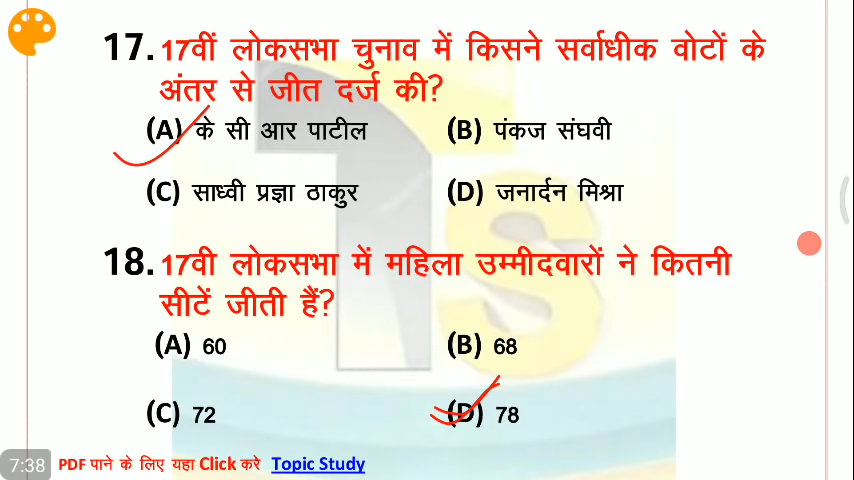 17. 17वीं लोकसभा चुनाव में किसने सर्वाधीक वोटों के
अंतर से जीत दर्ज की?
(A) के सी आर पाटील (B) पंकज संघवी
(C) साध्वी प्रज्ञा ठाकुर (D) जनार्दन मिश्रा
18. 17वी लोकसभा में महिला उम्मीदवारों ने कितनी
सीटें जीती हैं?
(A) 60 (B) 68
(C) 72 (D) 78
7:38 PDF पाने के लिए यहा Click करे Topic Study